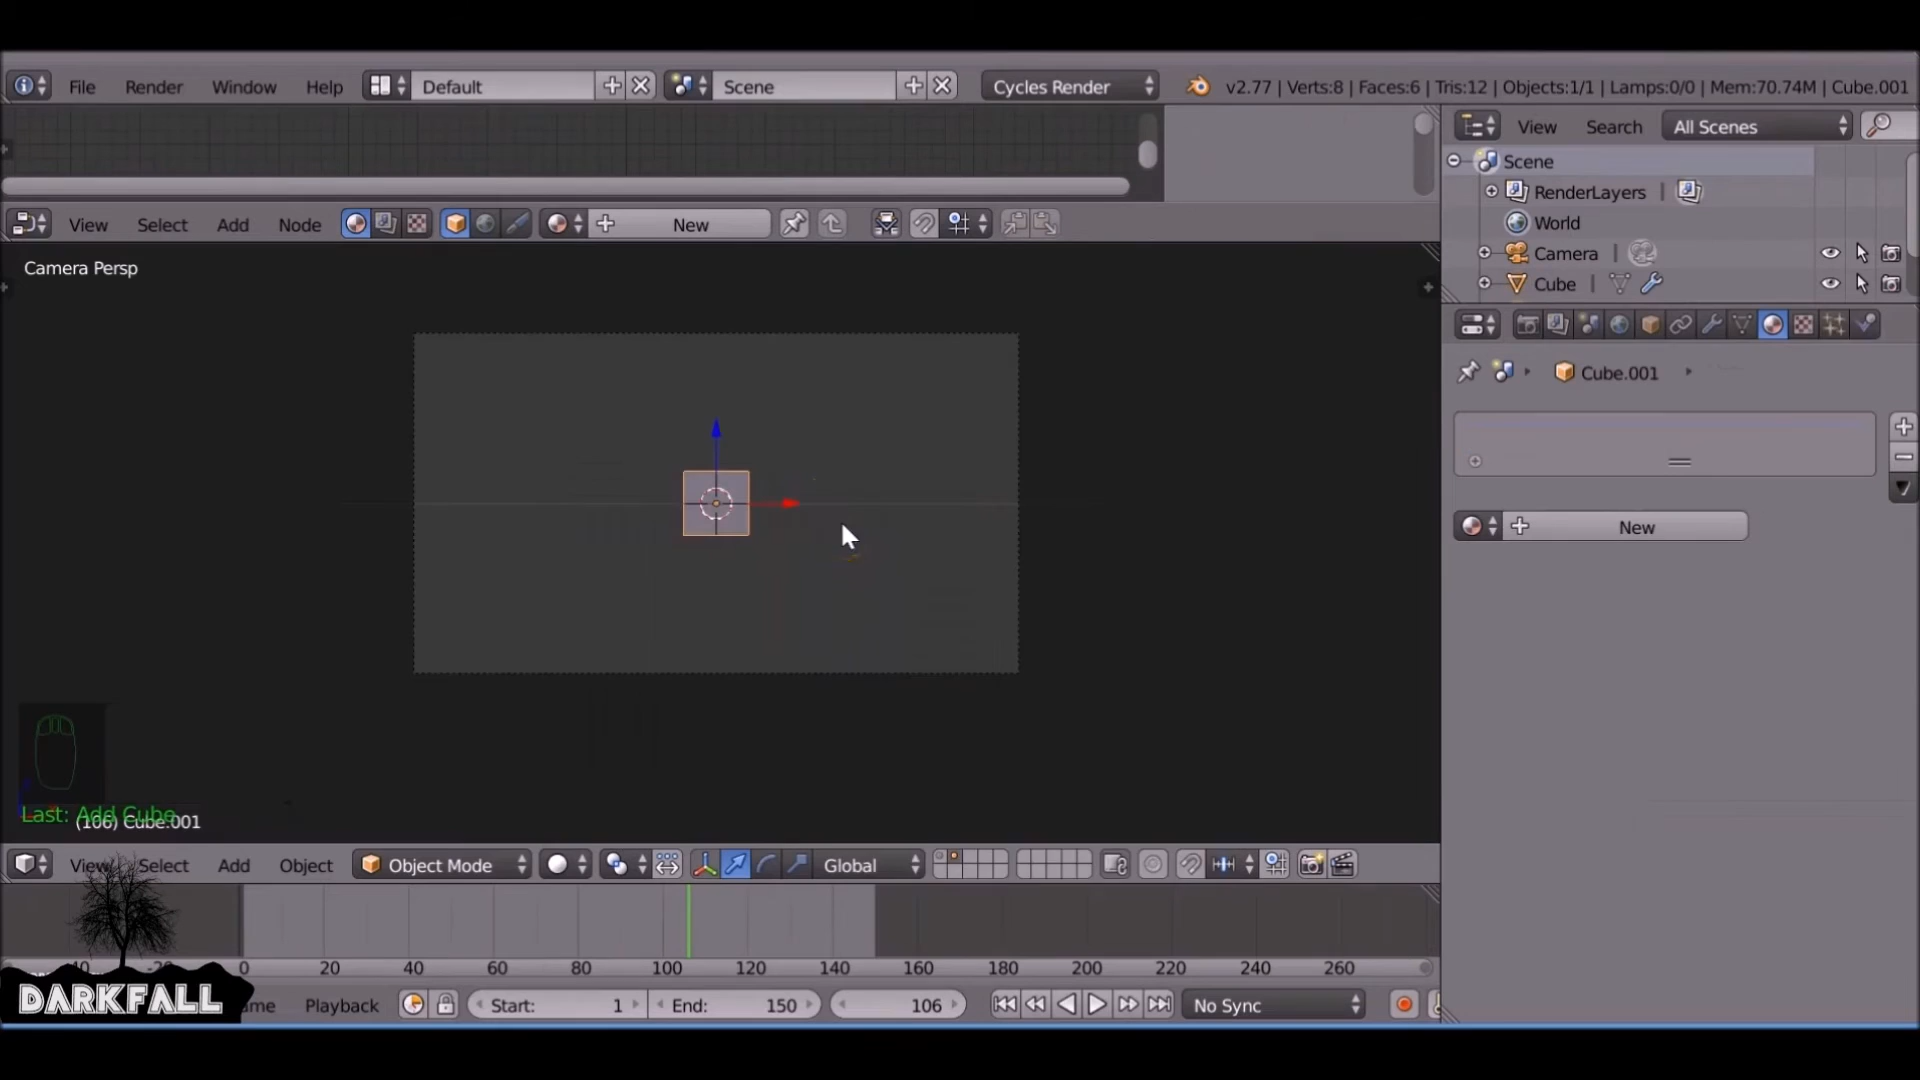 File Render Window Help Default Scene Cycles Render v2.77 | Verts:8 | Faces:6 | Tris:12 | Objects:1/1 | Lamps:0/0 | Mem:70.74M | Cube.001
View Search All Scenes
Scene
RenderLayers
World
Camera
Cube
View Select Add Node New
Camera Persp
Cube.001
New
Last: Add Cube
(106) Cube.001
View Select Add Object Object Mode Global
-20 0 20 40 60 80 100 120 140 160 180 200 220 240 260
DARKFALL
Playback Start: 1 End: 150 106 No Sync